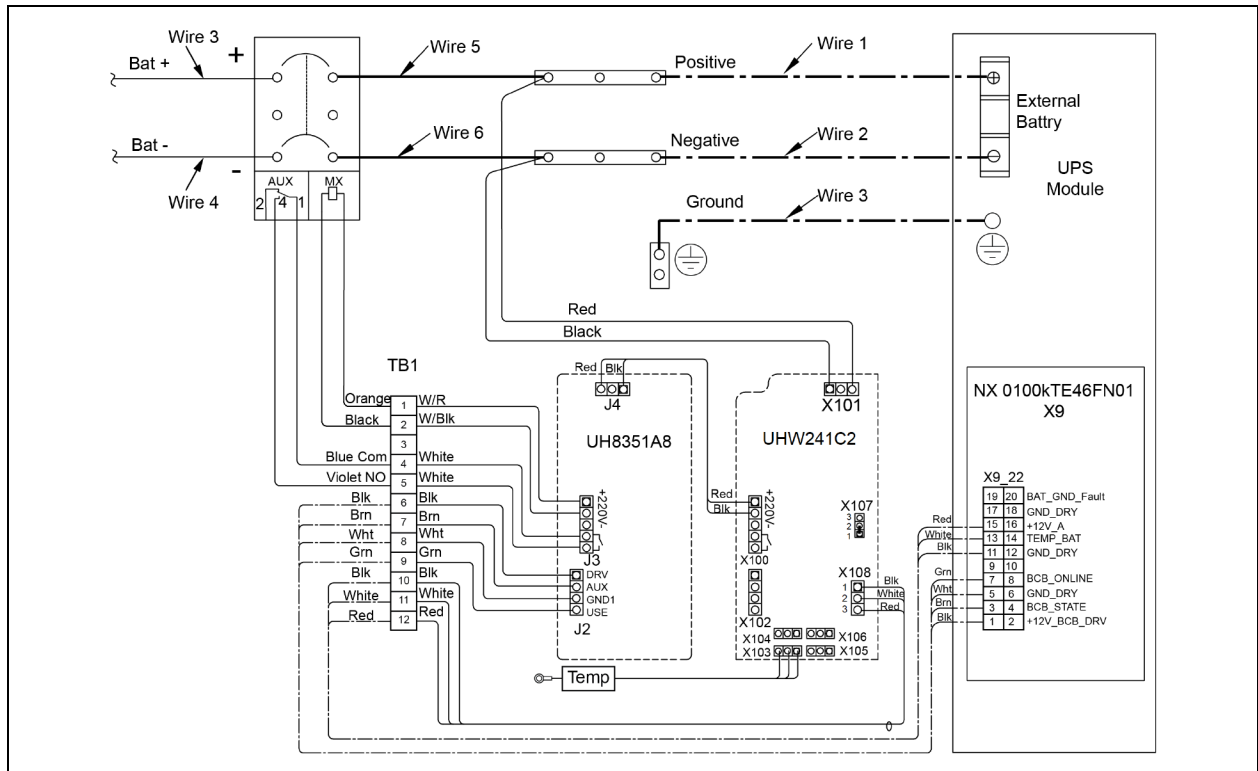 Wire 3
Bat +
+
Wire 5
Positive
Wire 1
External
Battry
Bat -
-
Wire 6
Negative
Wire 2
UPS
Module
Wire 4
AUX
MX
2 4 1
Ground
Wire 3
Red
Black
TB1
Red Blk
J4
X101
NX 0100kTE46FN01
X9
UH8351A8
UHW241C2
Orange 1 W/R
Black 2 W/Blk
3
Blue Com 4 White
Violet NO 5 White
Blk 6 Blk
Brn 7 Brn
Wht 8 Wht
Grn 9 Grn
Blk 10 Blk
White 11 White
Red 12 Red
+220V-
J3
DRV
AUX
GND1
USE
J2
Red
Blk
+220V-
X100
X107
3
2
1
X102
X108
1 Blk
2 White
3 Red
X104
X106
X103
X105
Temp
X9_22
19 20 BAT_GND_Fault
17 18 GND_DRY
Red 15 16 +12V_A
White 13 14 TEMP_BAT
Blk 11 12 GND_DRY
9 10
Grn 7 8 BCB_ONLINE
Wht 5 6 GND_DRY
Brn 3 4 BCB_STATE
Blk 1 2 +12V_BCB_DRV